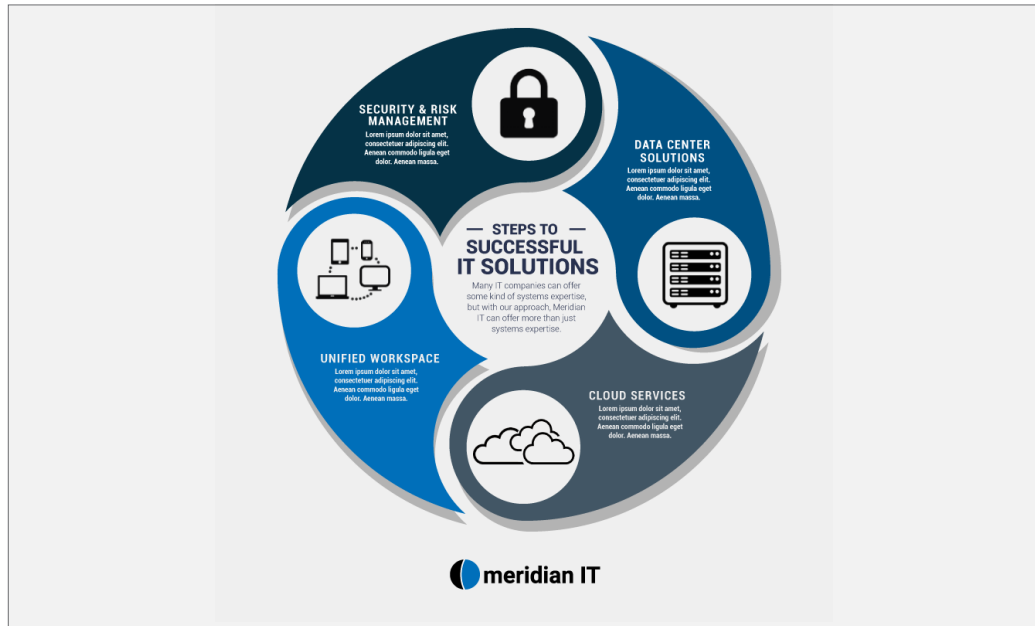 SECURITY & RISK
MANAGEMENT
Lorem ipsum dolor sit amet,
consectetuer adipiscing elit.
Aenean commodo ligula eget
dolor. Aenean massa.
DATA CENTER
SOLUTIONS
Lorem ipsum dolor sit amet,
consectetuer adipiscing elit.
Aenean commodo ligula eget
dolor. Aenean massa.
STEPS TO
SUCCESSFUL
IT SOLUTIONS
Many IT companies can offer
some kind of systems expertise,
but with our approach, Meridian
IT can offer more than just
systems expertise.
UNIFIED WORKSPACE
Lorem ipsum dolor sit amet,
consectetuer adipiscing elit.
Aenean commodo ligula eget
dolor. Aenean massa.
CLOUD SERVICES
Lorem ipsum dolor sit amet,
consectetuer adipiscing elit.
Aenean commodo ligula eget
dolor. Aenean massa.
meridian IT